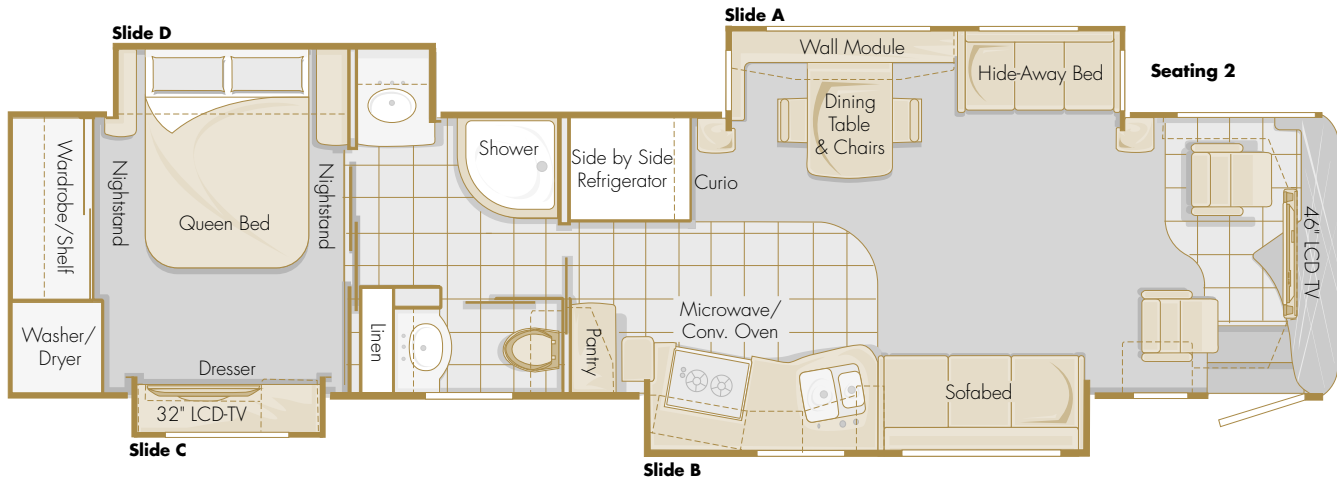 Slide A
Slide D
Wall Module
Hide-Away Bed
Seating 2
Dining
Table
& Chairs
Wardrobe/Shelf
Nightstand
Queen Bed
Nightstand
Shower
Side by Side
Refrigerator
Curio
46" LCD-TV
Washer/
Dryer
Linen
Microwave/
Conv. Oven
Pantry
Dresser
32" LCD-TV
Sofabed
Slide C
Slide B